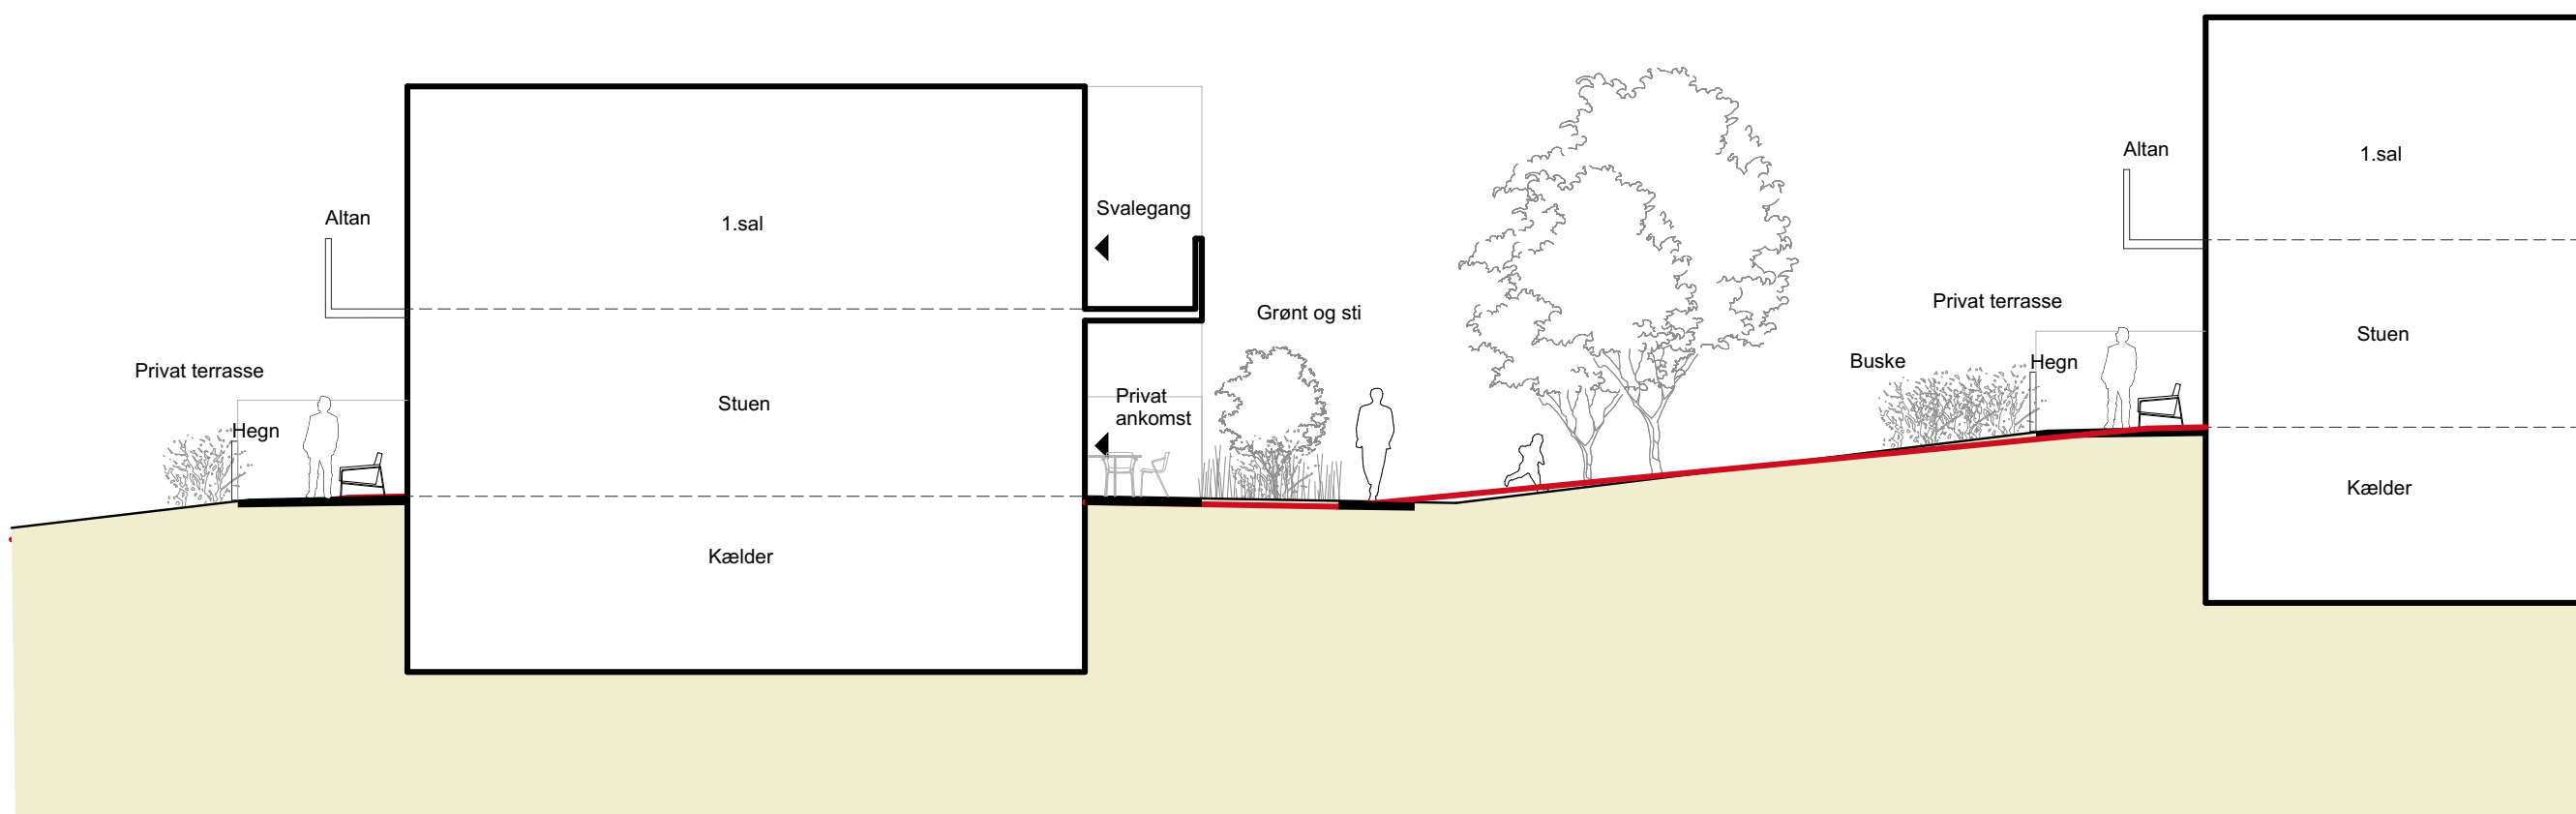 Altan
1.sal
Svalegang
Privat terrasse
Hegn
Stuen
Privat
ankomst
Kælder
Grønt og sti
Altan
1.sal
Privat terrasse
Buske
Hegn
Stuen
Kælder